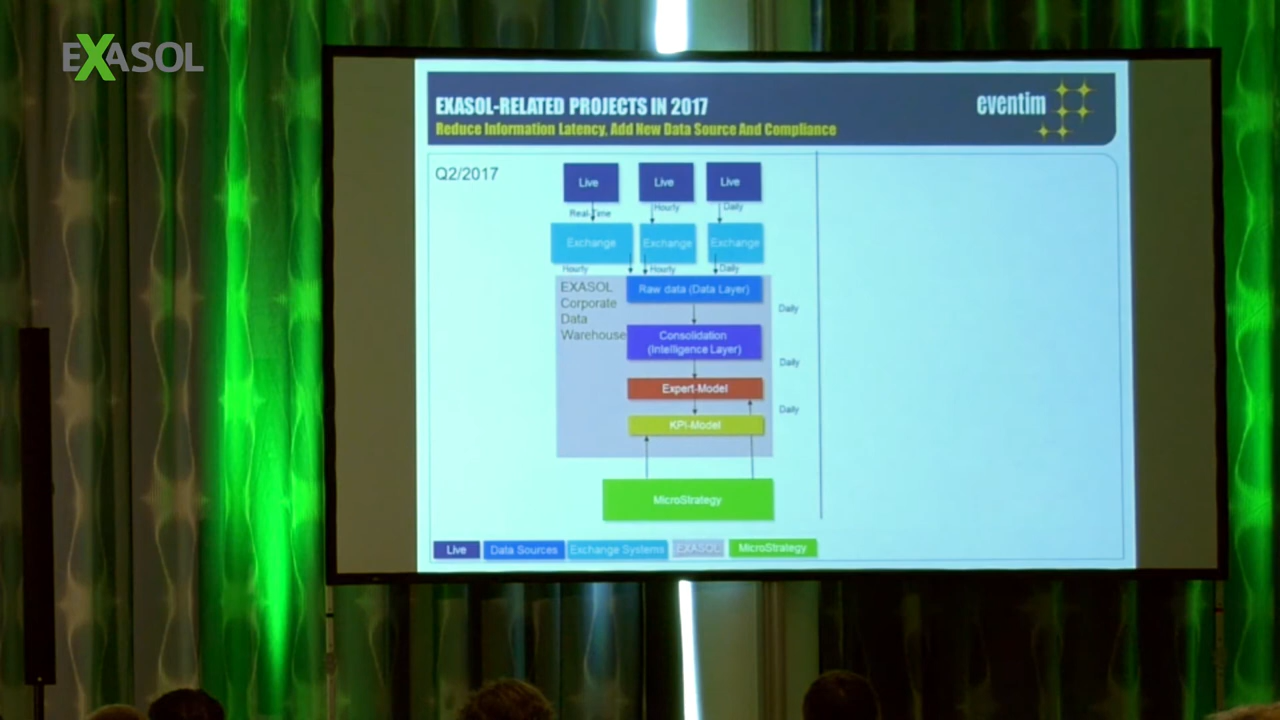 EXASOL
EXASOL-RELATED PROJECTS IN 2017
Reduce Information Latency, Add New Data Source And Compliance
eventim
Q2/2017
Live
Live
Live
Real-Time
Hourly
Daily
Exchange
Exchange
Exchange
Hourly
Hourly
Daily
EXASOL
Corporate
Data
Warehouse
Raw data (Data Layer)
Daily
Consolidation
(Intelligence Layer)
Daily
Expert-Model
Daily
KPI-Model
MicroStrategy
Live
Data Sources
Exchange Systems
EXASOL
MicroStrategy